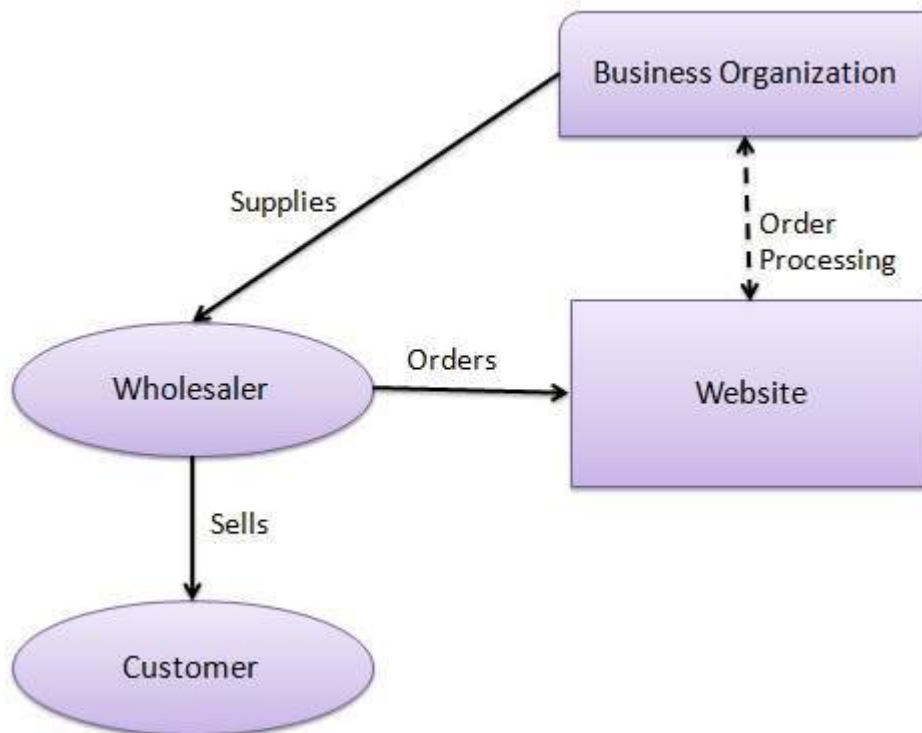 Business Organization
Supplies
Order
Processing
Wholesaler
Orders
Website
Sells
Customer